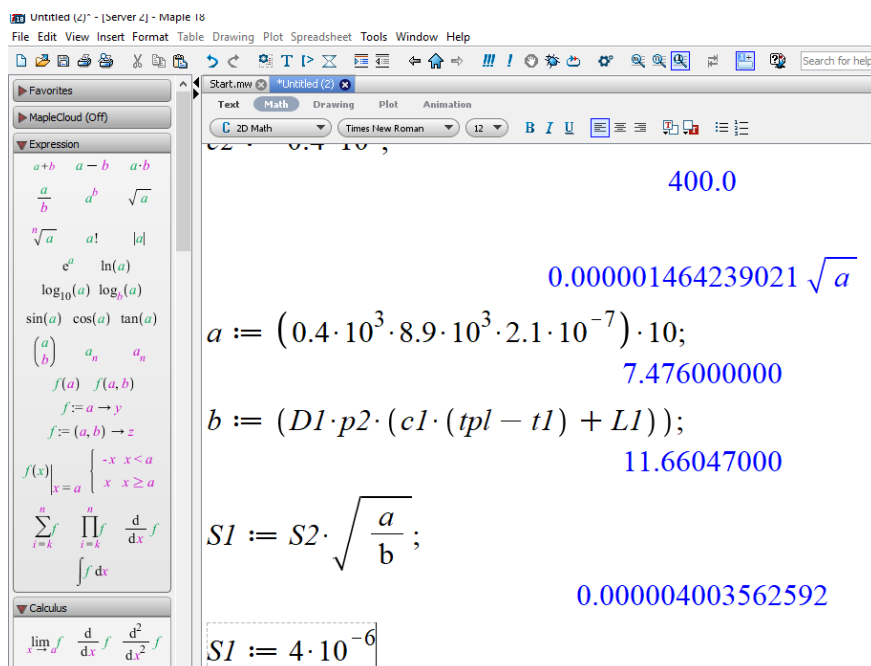 Untitled (2)* - [Server 2] - Maple 18
File Edit View Insert Format Table Drawing Plot Spreadsheet Tools Window Help
Search for help
Start.mw *Untitled (2)
Text Math Drawing Plot Animation
C 2D Math Times New Roman 12 B I U
Favorites
MapleCloud (Off)
Expression
a+b a − b a·b
a/b a^b √a
ⁿ√a a! |a|
e^a ln(a)
log₁₀(a) log_b(a)
sin(a) cos(a) tan(a)
(a b) a_n a_n
f(a) f(a, b)
f := a → y
f := (a, b) → z
f(x)|_{x=a} { -x x < a
x x ≥ a
∑_{i=k}^{n} f ∏_{i=k}^{n} f d/dx f
∫ f dx
Calculus
lim_{x→a} f d/dx f d²/dx² f
400.0
0.000001464239021 √a
a := (0.4·10³·8.9·10³·2.1·10⁻⁷)·10;
7.476000000
b := (D1·p2·(c1·(tpl − t1) + L1));
11.66047000
S1 := S2·√(a/b);
0.000004003562592
S1 := 4·10⁻⁶